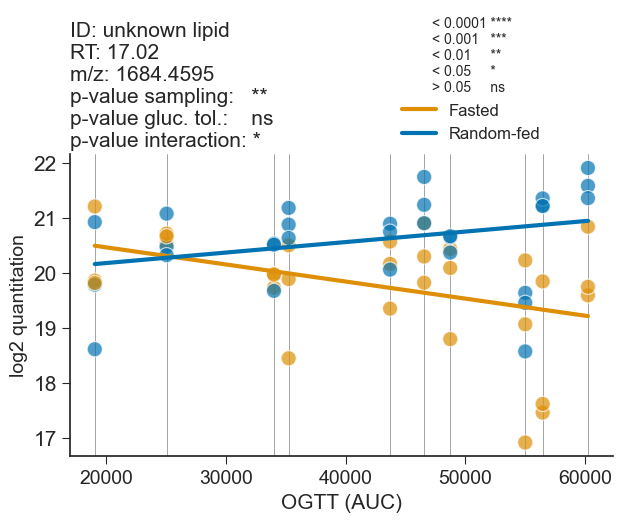 ID: unknown lipid
RT: 17.02
m/z: 1684.4595
p-value sampling: **
p-value gluc. tol.: ns
p-value interaction: *
< 0.0001 ****
< 0.001 ***
< 0.01 **
< 0.05 *
> 0.05 ns
Fasted
Random-fed
22
21
20
19
18
17
log2 quantitation
20000 30000 40000 50000 60000
OGTT (AUC)